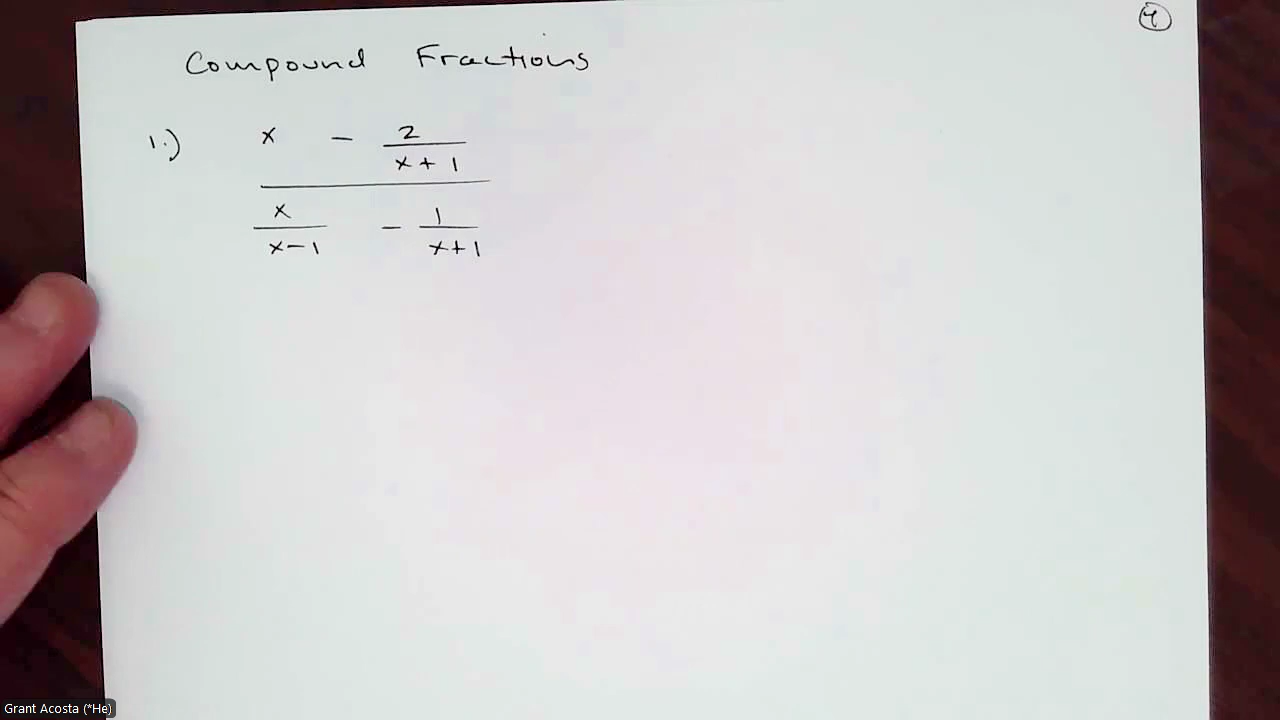 4
Compound Fractions
1.) x - 2
x + 1
x - 1
x-1 x+1
Grant Acosta (*He)